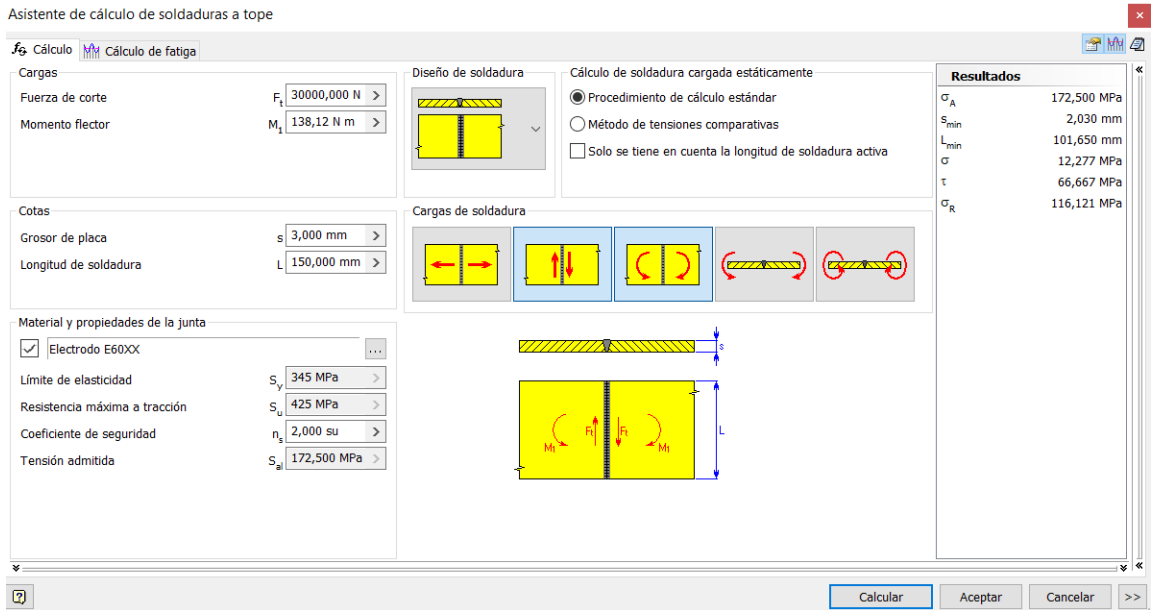 Asistente de cálculo de soldaduras a tope
Cálculo
Cálculo de fatiga
Cargas
Fuerza de corte Ft 30000,000 N >
Momento flector M1 138,12 N m >
Diseño de soldadura
Cálculo de soldadura cargada estáticamente
Procedimiento de cálculo estándar
Método de tensiones comparativas
Solo se tiene en cuenta la longitud de soldadura activa
Cotas
Grosor de placa s 3,000 mm >
Longitud de soldadura L 150,000 mm >
Cargas de soldadura
Material y propiedades de la junta
Electrodo E60XX ...
Límite de elasticidad Sy 345 MPa >
Resistencia máxima a tracción Su 425 MPa >
Coeficiente de seguridad ns 2,000 su >
Tensión admitida Sal 172,500 MPa >
s
L
M1 Ft Ft M1
Resultados
σA 172,500 MPa
smin 2,030 mm
Lmin 101,650 mm
σ 12,277 MPa
τ 66,667 MPa
σR 116,121 MPa
Calcular
Aceptar
Cancelar
>>